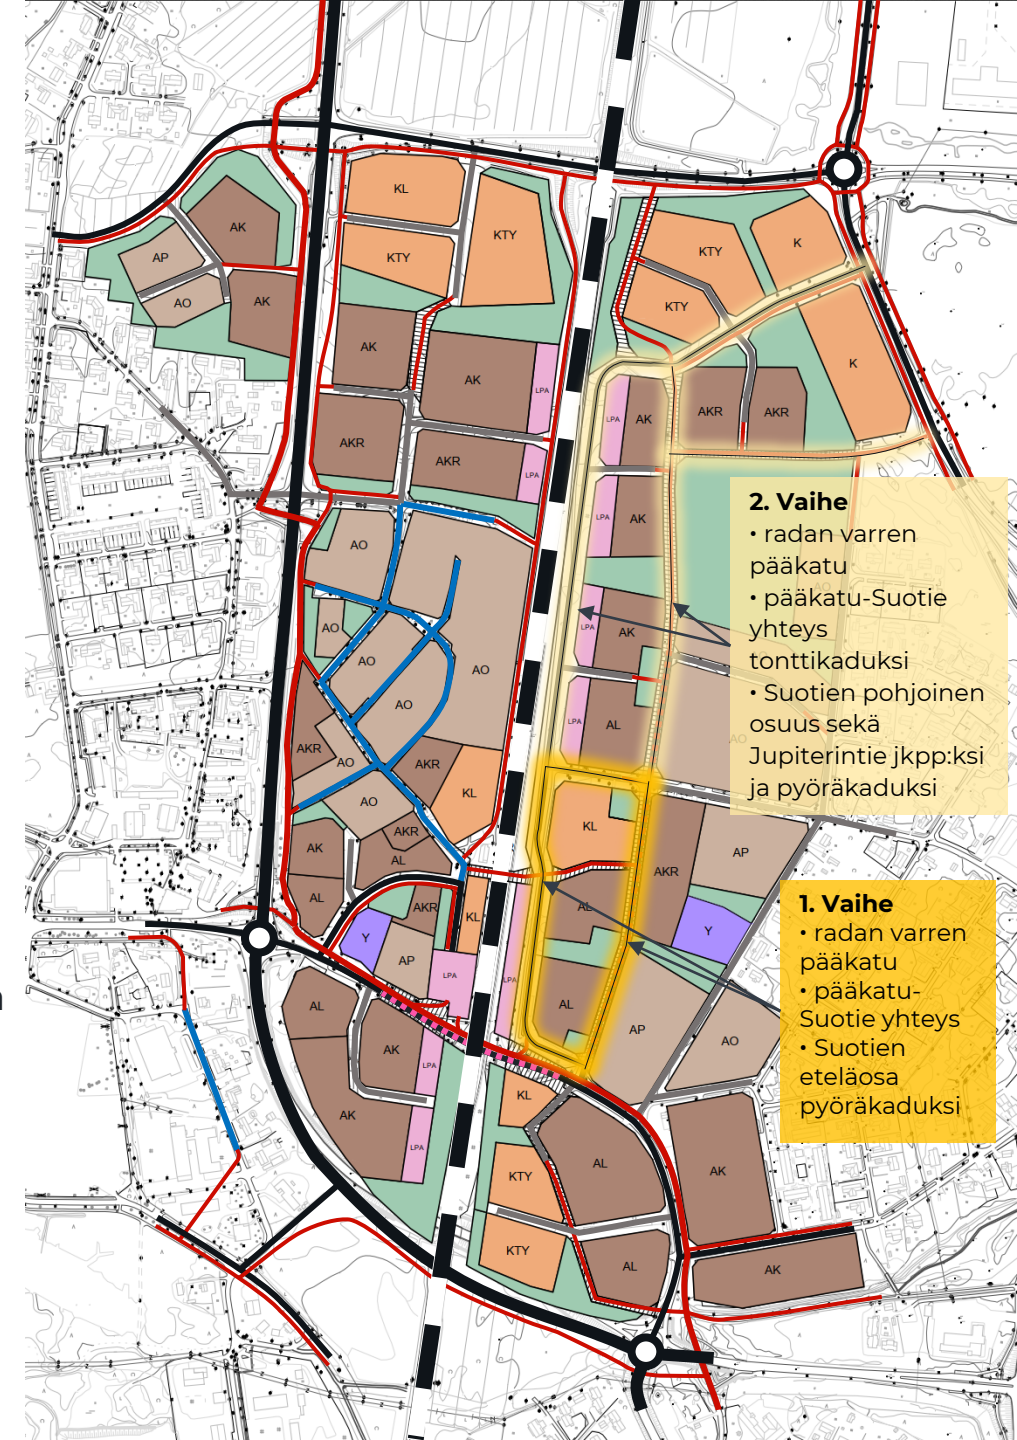 KL
AK
KTY
K
KTY
AP
KTY
AO
AK
KTY
AK
K
AK
LPA
LPA
AK
AKR
AKR
AKR
AKR
LPA
LPA
AK
AO
2. Vaihe
• radan varren
pääkatu
• pääkatu-Suotie
yhteys
tonttikaduksi
• Suotien pohjoinen
osuus sekä
Jupiterintie jkpp:ksi
ja pyöräkaduksi
AO
LPA
AK
AO
AO
AO
LPA
AL
AO
AKR
AO
AKR
KL
AO
KL
AKR
AK
AL
AP
AKR
AL
AKR
KL
AL
Y
Y
AP
LPA
LPA
1. Vaihe
• radan varren
pääkatu
• pääkatu-
Suotie yhteys
• Suotien
eteläosa
pyöräkaduksi
AL
AL
AP
AO
AK
LPA
KL
AK
LPA
AL
AK
KTY
KTY
AL
AK